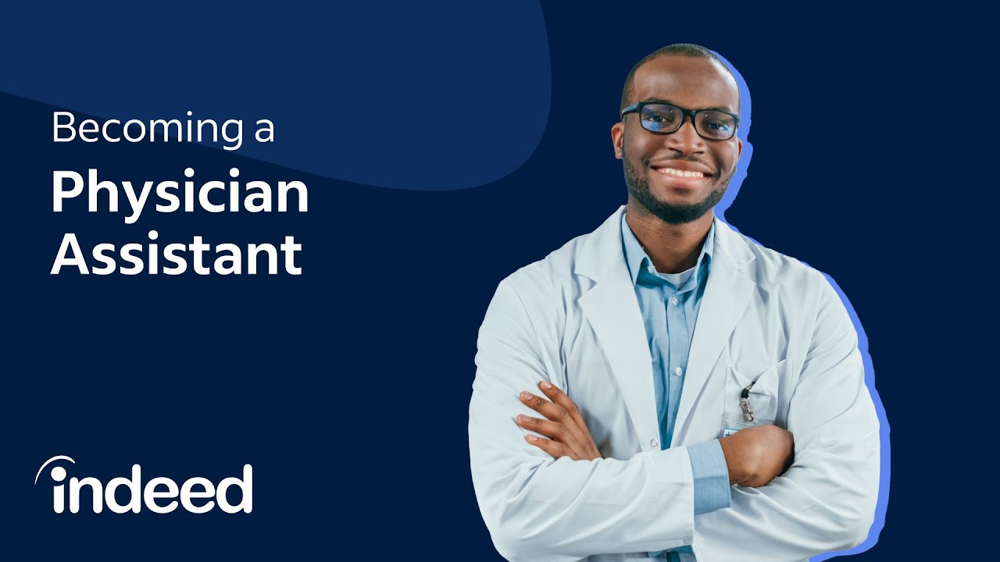 Becoming a
Physician
Assistant
indeed